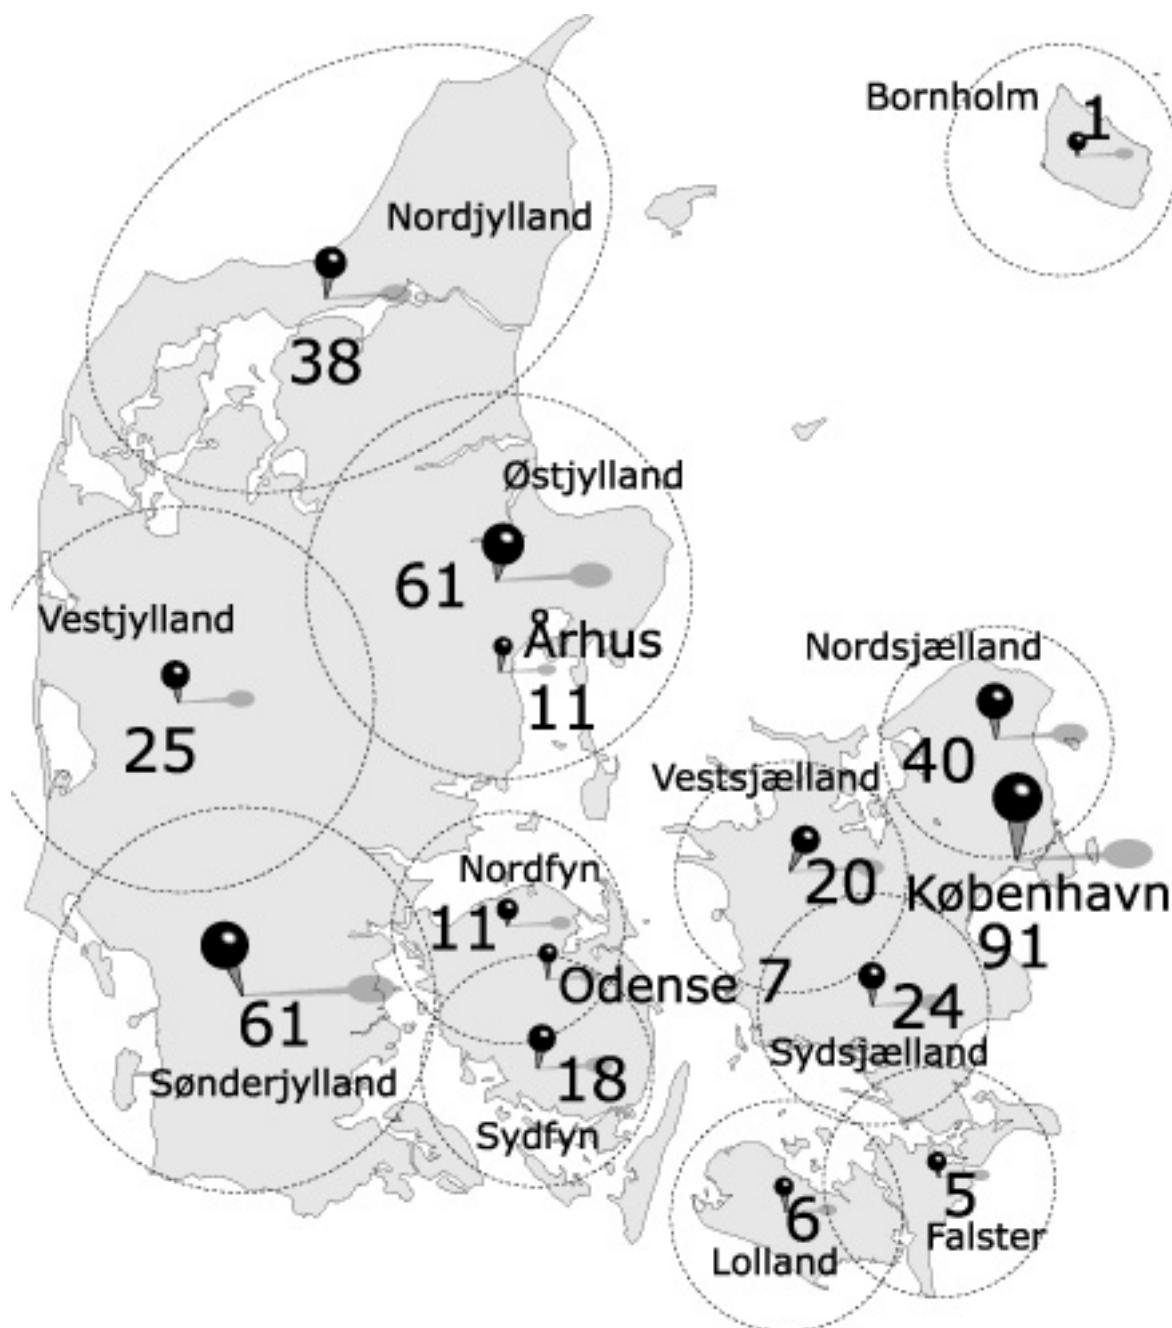 Bornholm
1
Nordjylland
38
Østjylland
61
Århus
11
Vestjylland
25
Nordsjælland
40
Vestsjælland
20
København
91
Nordfyn
11
Odense 7
24
Sydsjælland
61
Sønderjylland
18
Sydfyn
6
Lolland
5
Falster